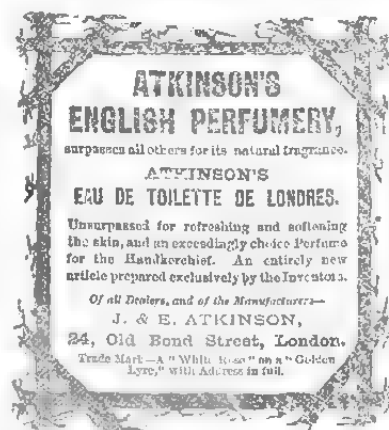 ATKINSON'S
ENGLISH PERFUMERY,
surpasses all others for its natural fragrance.
ATKINSON'S
EAU DE TOILETTE DE LONDRES.
Unsurpassed for refreshing and softening
the skin, and an exceedingly choice Perfume
for the Handkerchief. An entirely new
article prepared exclusively by the Inventors.
Of all Dealers, and of the Manufacturers—
J. & E. ATKINSON,
24, Old Bond Street, London.
Trade Mark—A "White Rose" on a "Golden
Lyre," with Address in full.